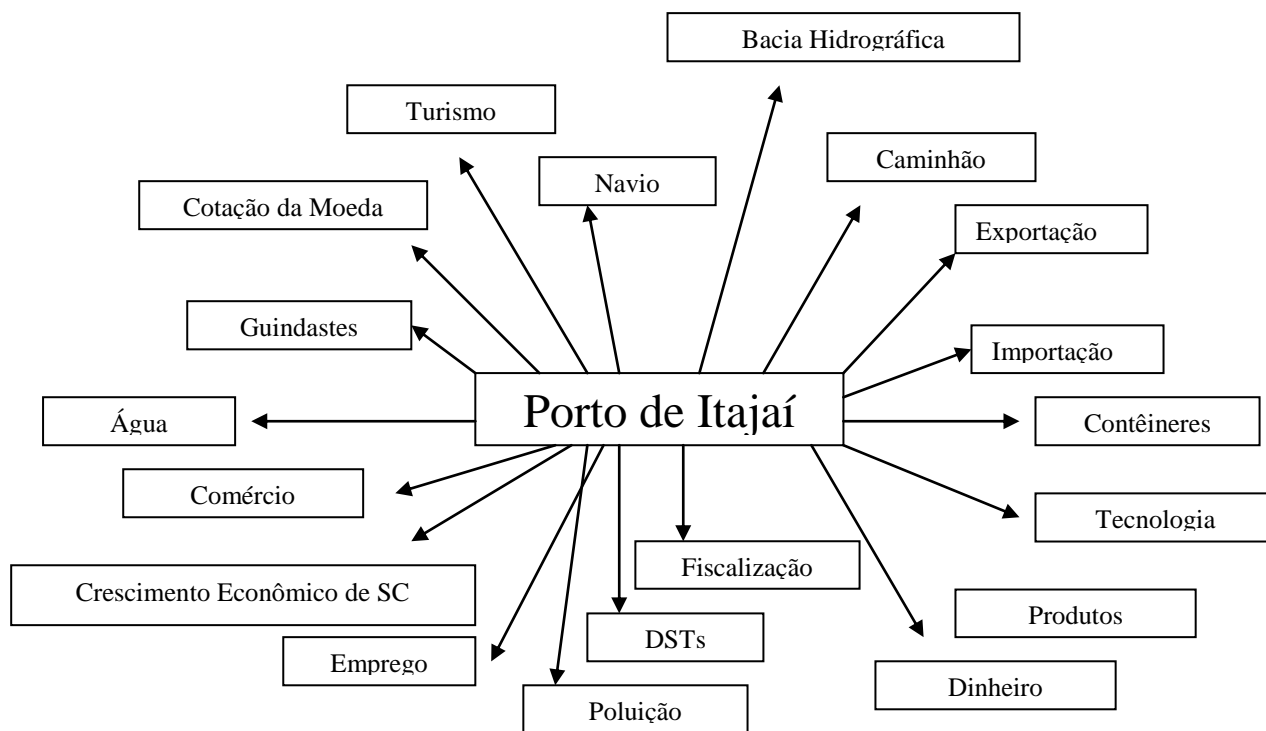 Bacia Hidrográfica
Turismo
Caminhão
Navio
Cotação da Moeda
Exportação
Guindastes
Importação
Porto de Itajaí
Água
Contêineres
Comércio
Tecnologia
Fiscalização
Crescimento Econômico de SC
Produtos
DSTs
Emprego
Dinheiro
Poluição